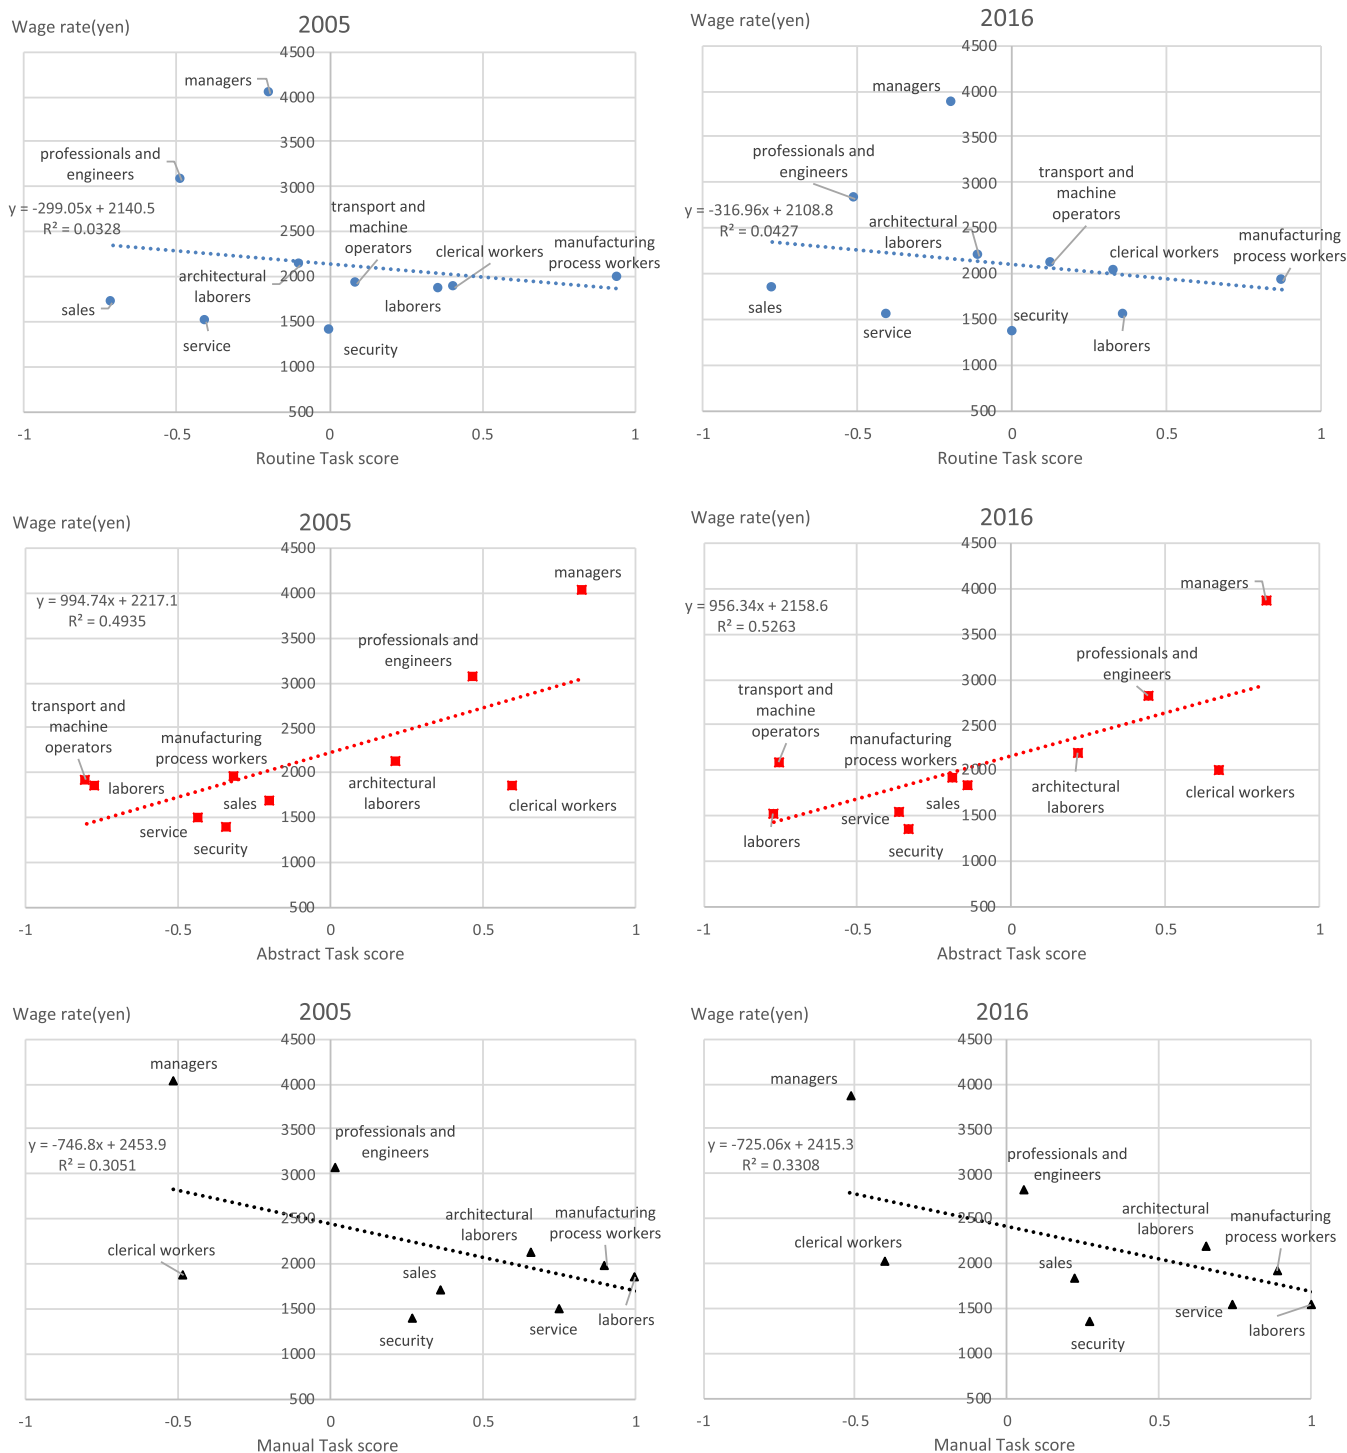 Wage rate(yen)
2005
4500
4000
3500
3000
2500
2000
1500
1000
500
-1
-0.5
0
0.5
1
Routine Task score
managers
professionals and
engineers
y = -299.05x + 2140.5
R² = 0.0328
transport and
machine
operators
clerical workers
manufacturing
process workers
architectural
laborers
laborers
sales
service
security
Wage rate(yen)
2016
4500
4000
3500
3000
2500
2000
1500
1000
500
-1
-0.5
0
0.5
1
Routine Task score
managers
professionals and
engineers
y = -316.96x + 2108.8
R² = 0.0427
transport and
machine
operators
architectural
laborers
clerical workers
manufacturing
process workers
sales
service
security
laborers
Wage rate(yen)
2005
4500
4000
3500
3000
2500
2000
1500
1000
500
-1
-0.5
0
0.5
1
Abstract Task score
managers
y = 994.74x + 2217.1
R² = 0.4935
professionals and
engineers
transport and
machine
operators
manufacturing
process workers
laborers
sales
service
security
architectural
laborers
clerical workers
Wage rate(yen)
2016
4500
4000
3500
3000
2500
2000
1500
1000
500
-1
-0.5
0
0.5
1
Abstract Task score
managers
y = 956.34x + 2158.6
R² = 0.5263
professionals and
engineers
transport and
machine
operators
manufacturing
process workers
sales
service
laborers
security
architectural
laborers
clerical workers
Wage rate(yen)
2005
4500
4000
3500
3000
2500
2000
1500
1000
500
-1
-0.5
0
0.5
1
Manual Task score
managers
y = -746.8x + 2453.9
R² = 0.3051
professionals and
engineers
architectural
laborers
manufacturing
process workers
clerical workers
sales
security
service
laborers
Wage rate(yen)
2016
4500
4000
3500
3000
2500
2000
1500
1000
500
-1
-0.5
0
0.5
1
Manual Task score
managers
y = -725.06x + 2415.3
R² = 0.3308
professionals and
engineers
architectural
laborers
manufacturing
process workers
clerical workers
sales
service
security
laborers